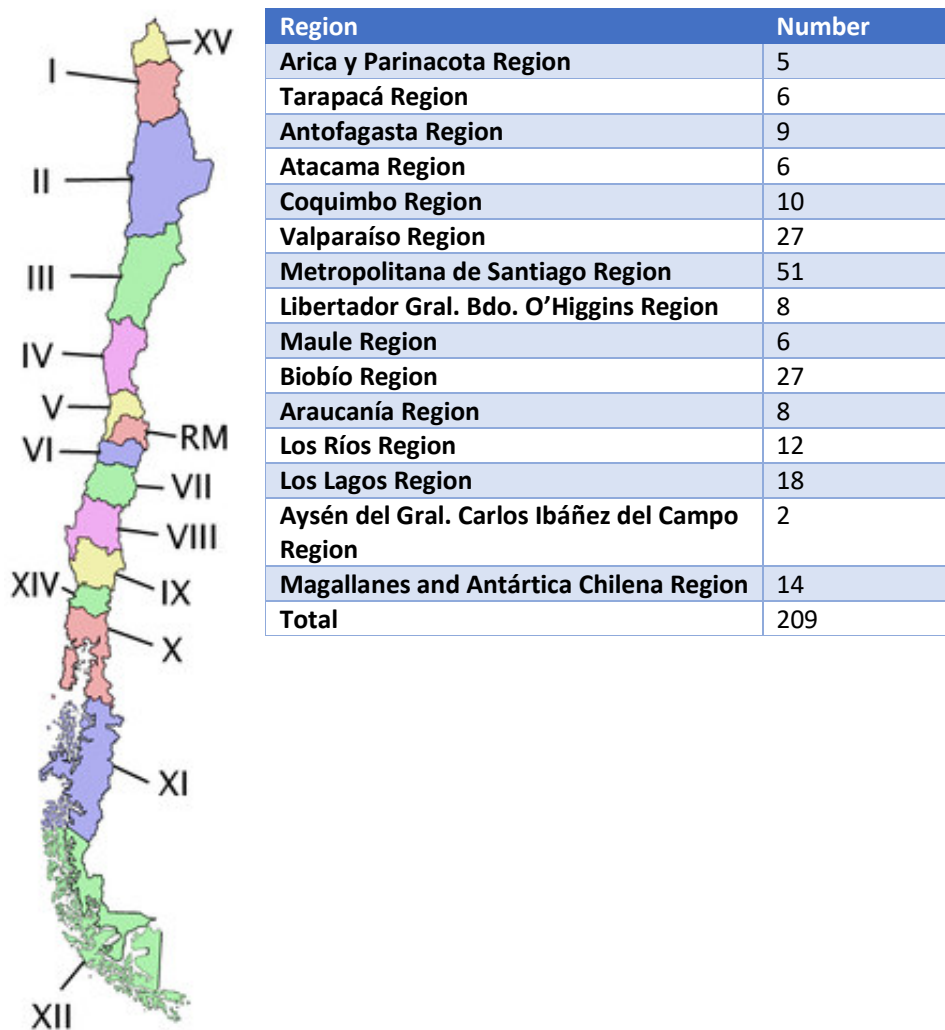 XV
I
II
III
IV
V
RM
VI
VII
VIII
XIV
IX
X
XI
XII
Region Number
Arica y Parinacota Region 5
Tarapacá Region 6
Antofagasta Region 9
Atacama Region 6
Coquimbo Region 10
Valparaíso Region 27
Metropolitana de Santiago Region 51
Libertador Gral. Bdo. O’Higgins Region 8
Maule Region 6
Biobío Region 27
Araucanía Region 8
Los Ríos Region 12
Los Lagos Region 18
Aysén del Gral. Carlos Ibáñez del Campo 2
Region
Magallanes and Antártica Chilena Region 14
Total 209